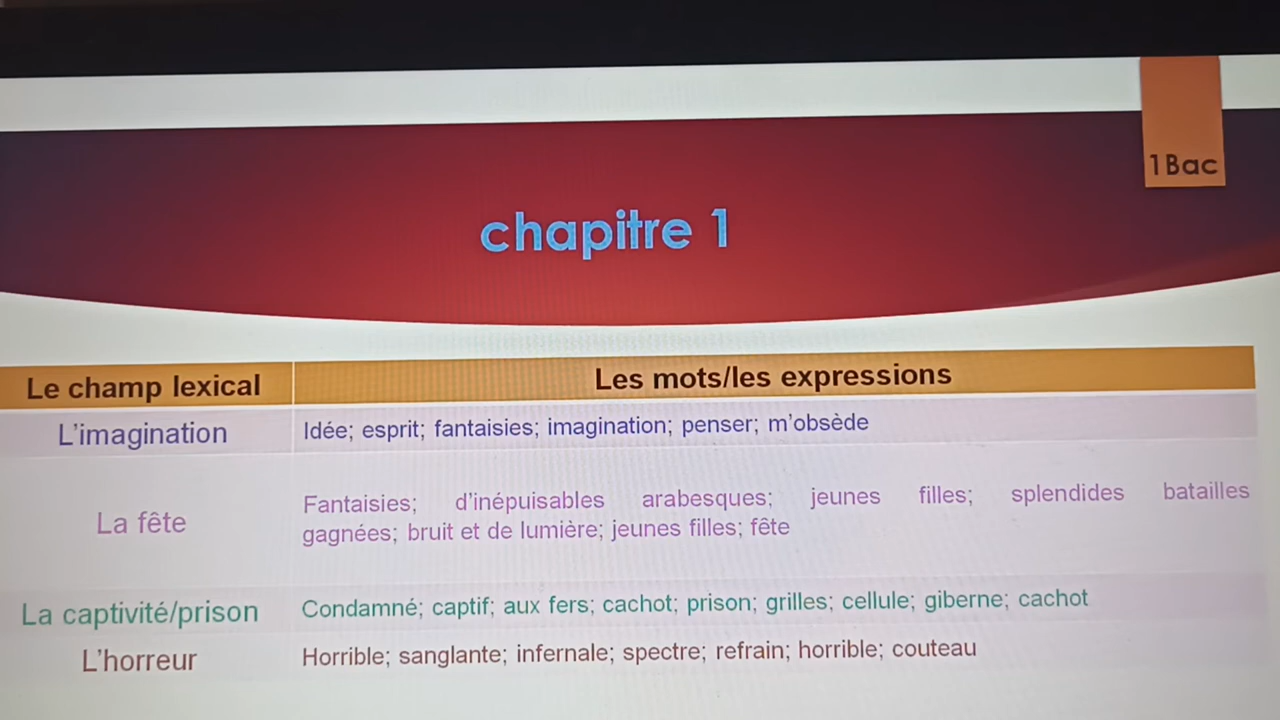 1Bac
chapitre 1
Le champ lexical Les mots/les expressions
L'imagination Idée; esprit; fantaisies; imagination; penser; m'obsède
La fête Fantaisies; d'inépuisables arabesques; jeunes filles; splendides batailles
gagnées; bruit et de lumière; jeunes filles; fête
La captivité/prison Condamné; captif; aux fers; cachot; prison; grilles; cellule; giberne; cachot
L'horreur Horrible; sanglante; infernale; spectre; refrain; horrible; couteau